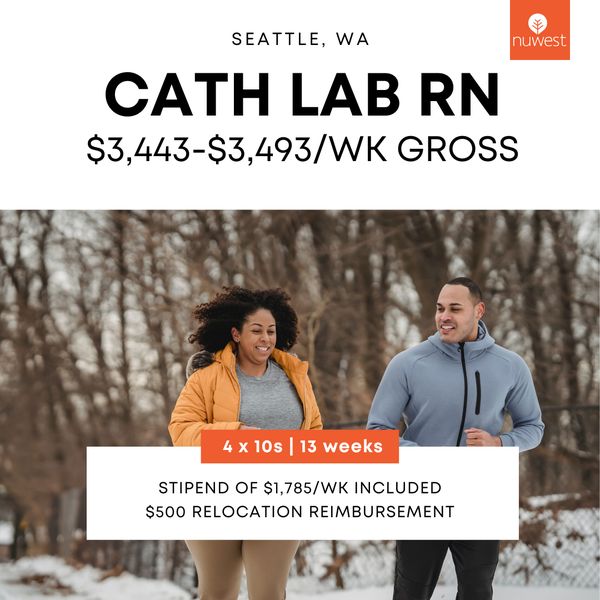 SEATTLE, WA
nuwest
CATH LAB RN
$3,443-$3,493/WK GROSS
4 x 10s | 13 weeks
STIPEND OF $1,785/WK INCLUDED
$500 RELOCATION REIMBURSEMENT